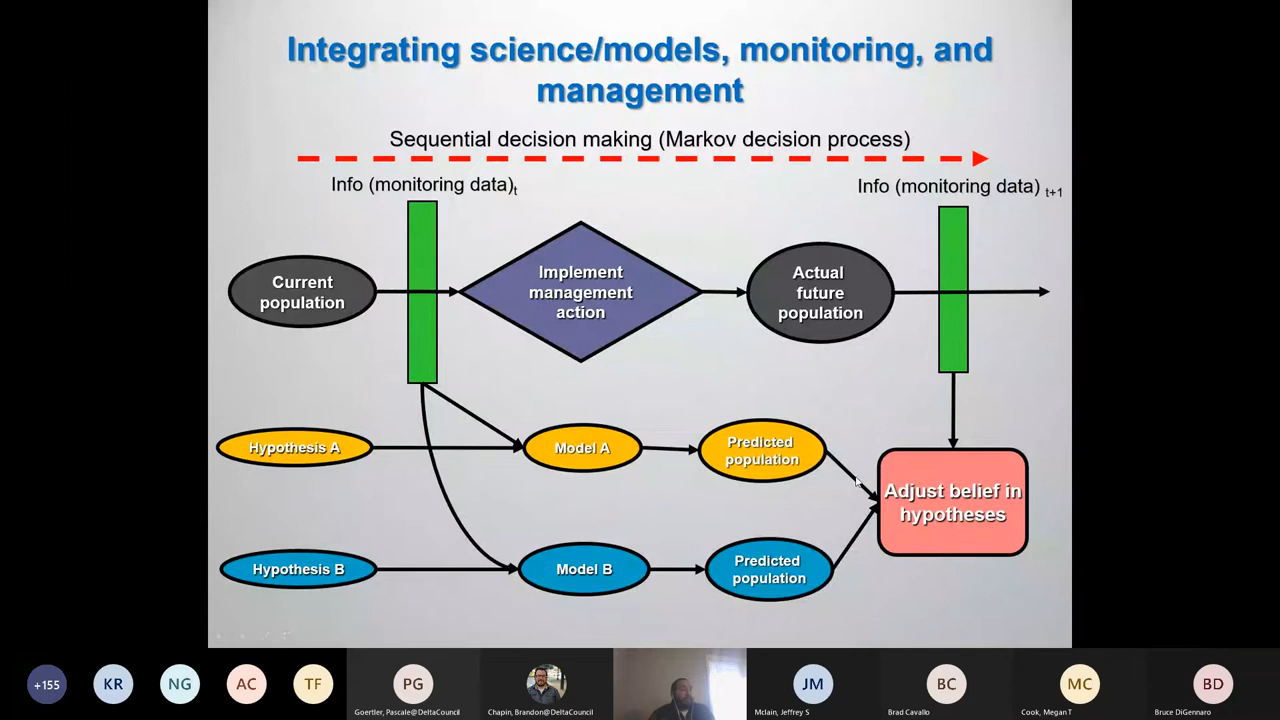 Integrating science/models, monitoring, and
management
Sequential decision making (Markov decision process)
Info (monitoring data)t
Info (monitoring data) t+1
Current
population
Implement
management
action
Actual
future
population
Hypothesis A
Model A
Predicted
population
Adjust belief in
hypotheses
Hypothesis B
Model B
Predicted
population
+155
KR
NG
AC
TF
PG
JM
BC
MC
BD
Goertler, Pascale@DeltaCouncil
Chapin, Brandon@DeltaCouncil
Mclain, Jeffrey S
Brad Cavallo
Cook, Megan T
Bruce DiGennaro